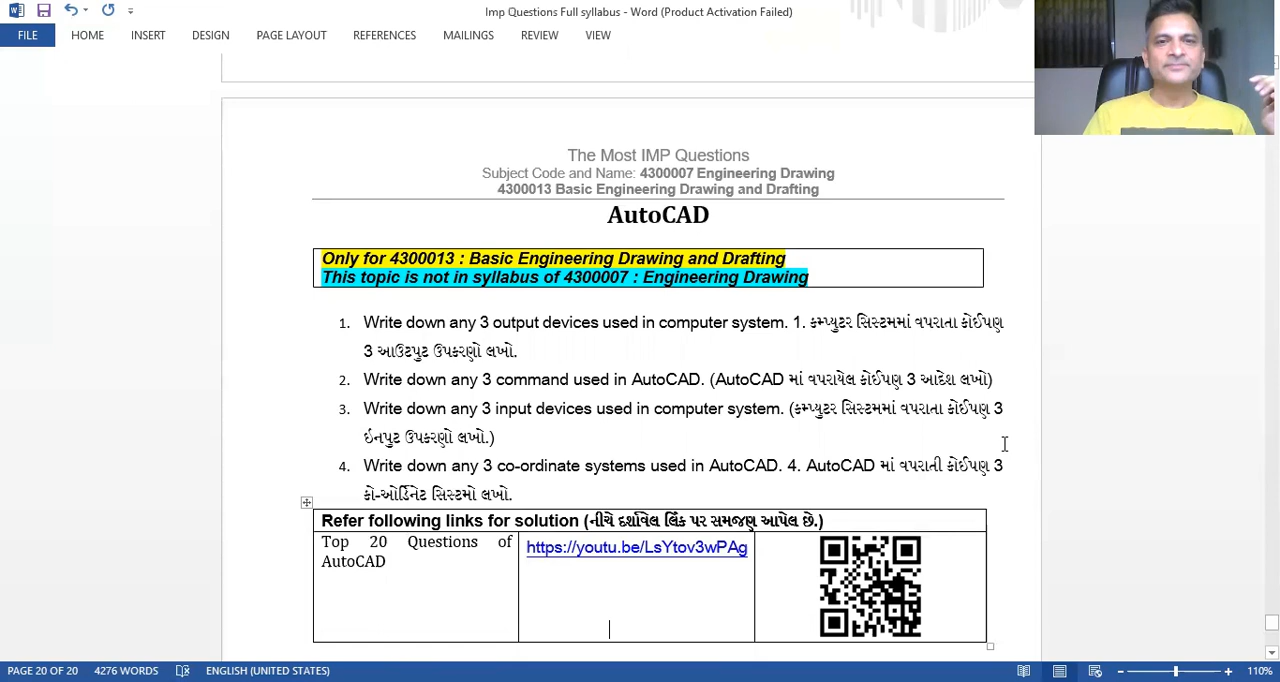 Imp Questions Full syllabus - Word (Product Activation Failed)
FILE HOME INSERT DESIGN PAGE LAYOUT REFERENCES MAILINGS REVIEW VIEW
The Most IMP Questions
Subject Code and Name: 4300007 Engineering Drawing
4300013 Basic Engineering Drawing and Drafting
AutoCAD
Only for 4300013 : Basic Engineering Drawing and Drafting
This topic is not in syllabus of 4300007 : Engineering Drawing
1. Write down any 3 output devices used in computer system. 1. કમ્પ્યુટર સિસ્ટમમાં વપરાતા કોઈપણ
3 આઉટપુટ ઉપકરણો લખો.
2. Write down any 3 command used in AutoCAD. (AutoCAD માં વપરાયેલ કોઈપણ 3 આદેશ લખો)
3. Write down any 3 input devices used in computer system. (કમ્પ્યુટર સિસ્ટમમાં વપરાતા કોઈપણ 3
ઇનપુટ ઉપકરણો લખો.)
4. Write down any 3 co-ordinate systems used in AutoCAD. 4. AutoCAD માં વપરાતી કોઈપણ 3
કો-ઓર્ડિનેટ સિસ્ટમો લખો.
Refer following links for solution (નીચે દર્શાવેલ લિંક પર સમજણ આપેલ છે.)
Top 20 Questions of
AutoCAD
https://youtu.be/LsYtov3wPAg
PAGE 20 OF 20 4276 WORDS ENGLISH (UNITED STATES) 110%